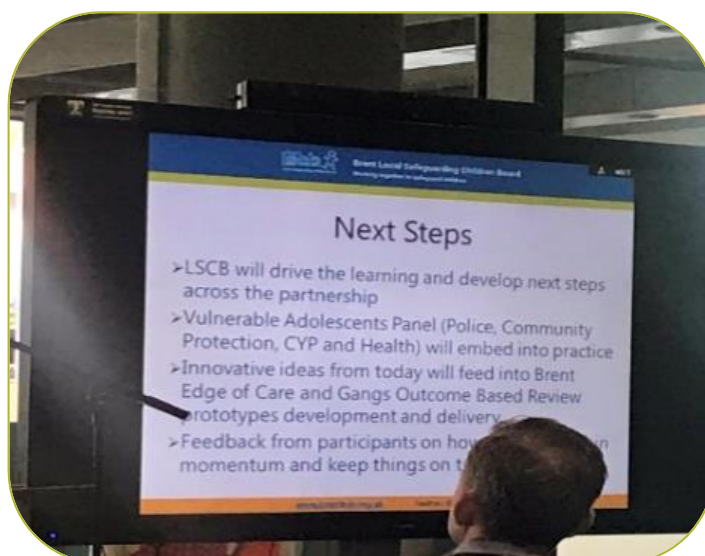 Brent Local Safeguarding Children Board
Next Steps
➢LSCB will drive the learning and develop next steps
across the partnership
➢Vulnerable Adolescents Panel (Police, Community
Protection, CYP and Health) will embed into practice
➢Innovative ideas from today will feed into Brent
Edge of Care and Gangs Outcome Based Review
prototypes development and delivery
➢Feedback from participants on how
momentum and keep things on